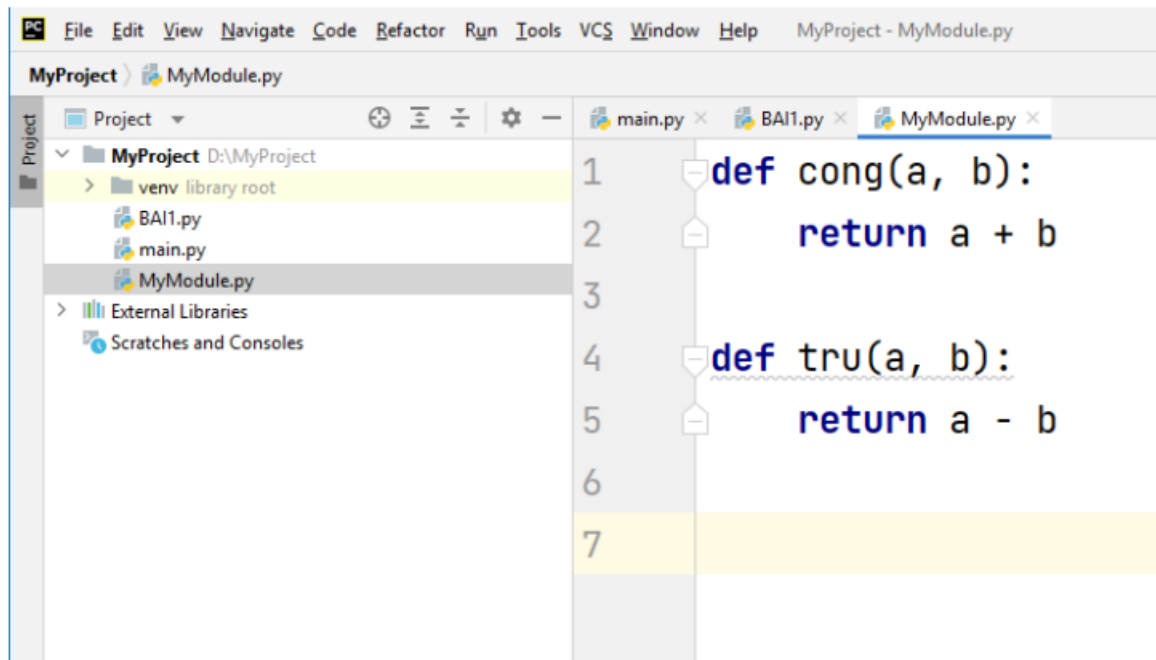 PC File Edit View Navigate Code Refactor Run Tools VCS Window Help MyProject - MyModule.py
MyProject MyModule.py
Project
Project
MyProject D:\MyProject
venv library root
BAI1.py
main.py
MyModule.py
External Libraries
Scratches and Consoles
main.py BAI1.py MyModule.py
1 def cong(a, b):
2 return a + b
3
4 def tru(a, b):
5 return a - b
6
7